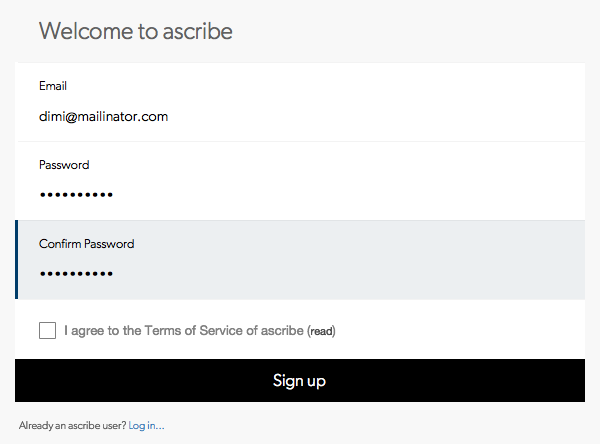 Welcome to ascribe
Email
dimi@mailinator.com
Password
••••••••••
Confirm Password
••••••••••
I agree to the Terms of Service of ascribe (read)
Sign up
Already an ascribe user? Log in...